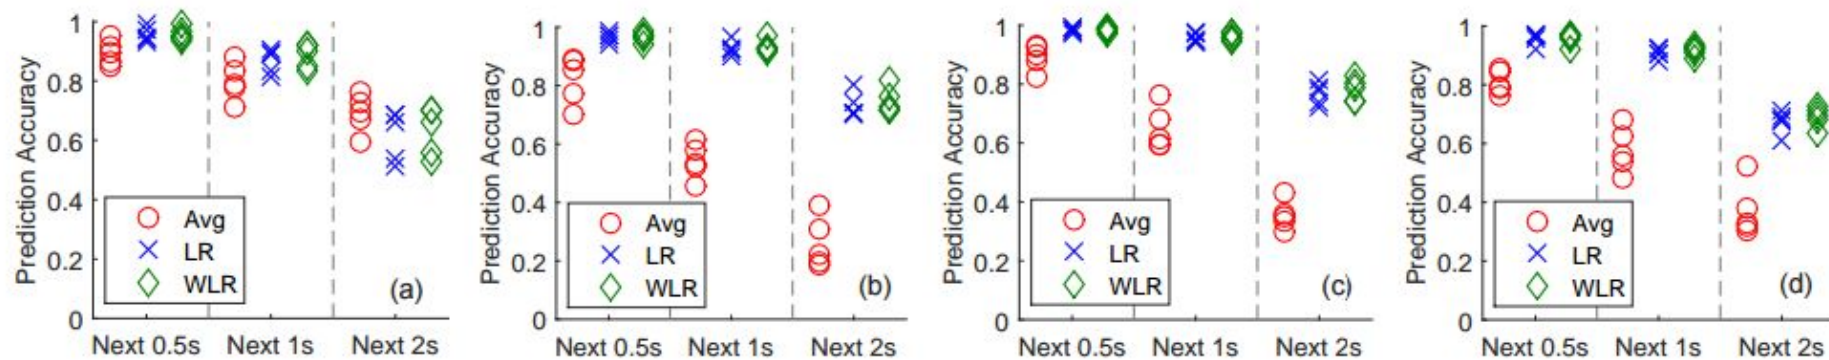 Prediction Accuracy
1
0.8
0.6
0.4
0.2
0
Avg
LR
WLR
(a)
Next 0.5s
Next 1s
Next 2s
Prediction Accuracy
1
0.8
0.6
0.4
0.2
0
Avg
LR
WLR
(b)
Next 0.5s
Next 1s
Next 2s
Prediction Accuracy
1
0.8
0.6
0.4
0.2
0
Avg
LR
WLR
(c)
Next 0.5s
Next 1s
Next 2s
Prediction Accuracy
1
0.8
0.6
0.4
0.2
0
Avg
LR
WLR
(d)
Next 0.5s
Next 1s
Next 2s